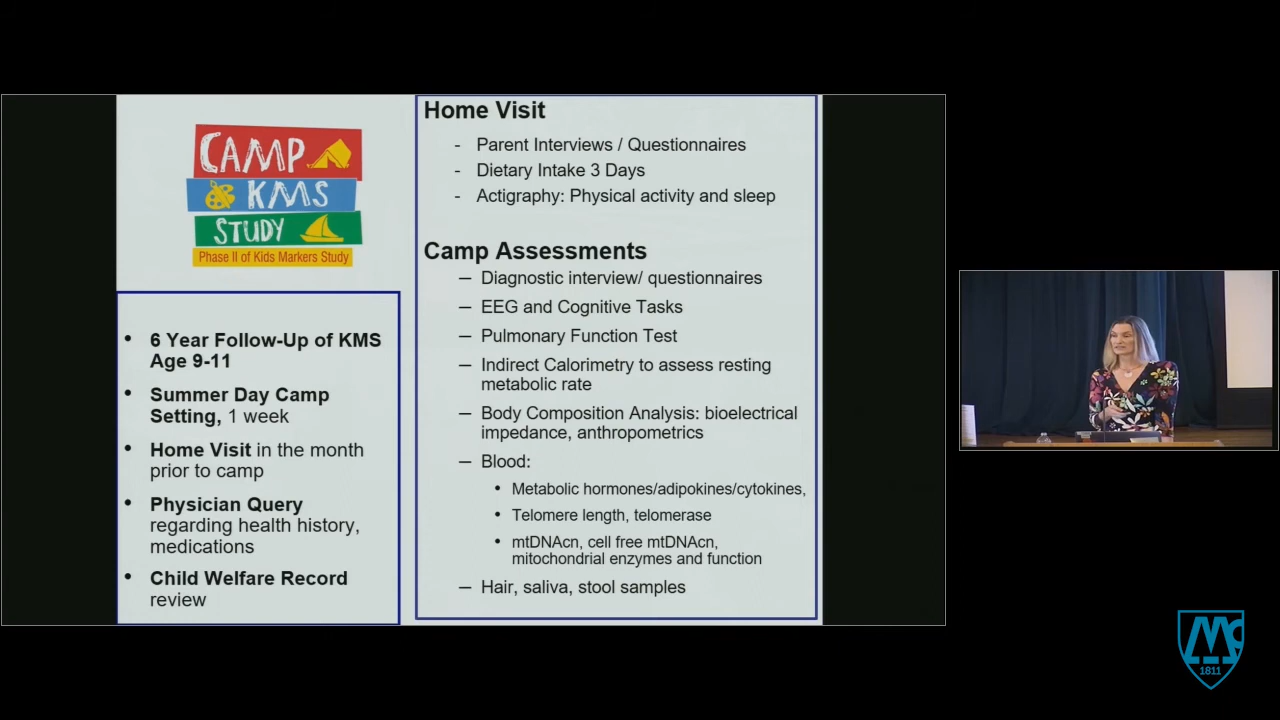 CAMP
KMS
STUDY
Phase II of Kids Markers Study
• 6 Year Follow-Up of KMS
Age 9-11
• Summer Day Camp
Setting, 1 week
• Home Visit in the month
prior to camp
• Physician Query
regarding health history,
medications
• Child Welfare Record
review
Home Visit
- Parent Interviews / Questionnaires
- Dietary Intake 3 Days
- Actigraphy: Physical activity and sleep
Camp Assessments
– Diagnostic interview/ questionnaires
– EEG and Cognitive Tasks
– Pulmonary Function Test
– Indirect Calorimetry to assess resting
metabolic rate
– Body Composition Analysis: bioelectrical
impedance, anthropometrics
– Blood:
• Metabolic hormones/adipokines/cytokines,
• Telomere length, telomerase
• mtDNAcn, cell free mtDNAcn,
mitochondrial enzymes and function
– Hair, saliva, stool samples
1811